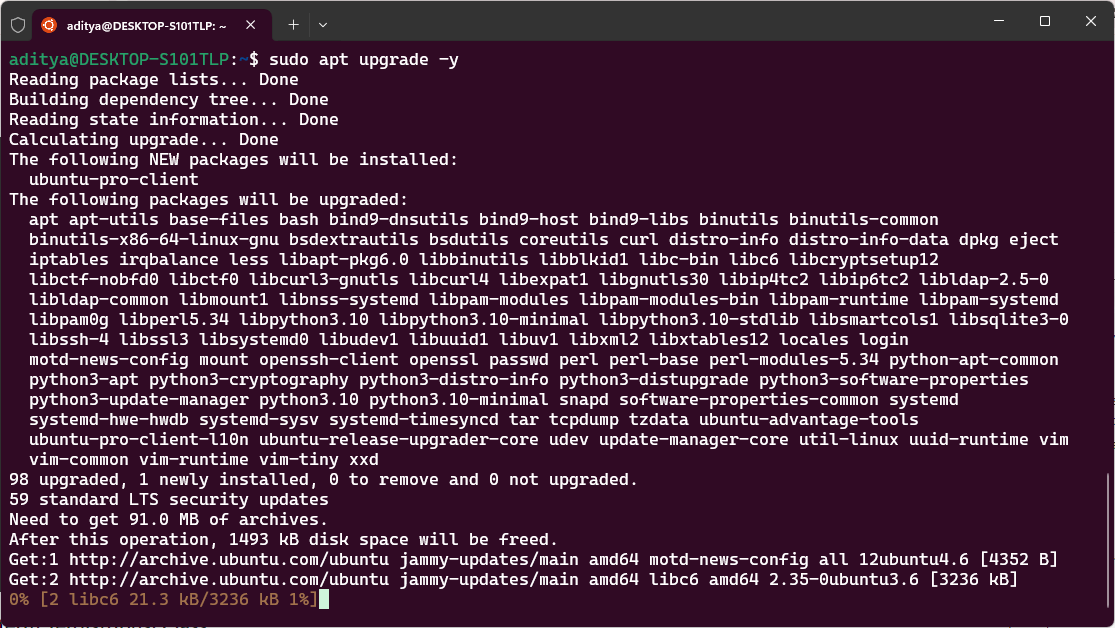 aditya@DESKTOP-S101TLP: ~
aditya@DESKTOP-S101TLP:~$ sudo apt upgrade -y
Reading package lists... Done
Building dependency tree... Done
Reading state information... Done
Calculating upgrade... Done
The following NEW packages will be installed:
ubuntu-pro-client
The following packages will be upgraded:
apt apt-utils base-files bash bind9-dnsutils bind9-host bind9-libs binutils binutils-common
binutils-x86-64-linux-gnu bsdextrautils bsdutils coreutils curl distro-info distro-info-data dpkg eject
iptables irqbalance less libapt-pkg6.0 libbinutils libblkid1 libc-bin libc6 libcryptsetup12
libctf-nobfd0 libctf0 libcurl3-gnutls libcurl4 libexpat1 libgnutls30 libip4tc2 libip6tc2 libldap-2.5-0
libldap-common libmount1 libnss-systemd libpam-modules libpam-modules-bin libpam-runtime libpam-systemd
libpam0g libperl5.34 libpython3.10 libpython3.10-minimal libpython3.10-stdlib libsmartcols1 libsqlite3-0
libssh-4 libssl3 libsystemd0 libudev1 libuuid1 libuv1 libxml2 libxtables12 locales login
motd-news-config mount openssh-client openssl passwd perl perl-base perl-modules-5.34 python-apt-common
python3-apt python3-cryptography python3-distro-info python3-distupgrade python3-software-properties
python3-update-manager python3.10 python3.10-minimal snapd software-properties-common systemd
systemd-hwe-hwdb systemd-sysv systemd-timesyncd tar tcpdump tzdata ubuntu-advantage-tools
ubuntu-pro-client-l10n ubuntu-release-upgrader-core udev update-manager-core util-linux uuid-runtime vim
vim-common vim-runtime vim-tiny xxd
98 upgraded, 1 newly installed, 0 to remove and 0 not upgraded.
59 standard LTS security updates
Need to get 91.0 MB of archives.
After this operation, 1493 kB disk space will be freed.
Get:1 http://archive.ubuntu.com/ubuntu jammy-updates/main amd64 motd-news-config all 12ubuntu4.6 [4352 B]
Get:2 http://archive.ubuntu.com/ubuntu jammy-updates/main amd64 libc6 amd64 2.35-0ubuntu3.6 [3236 kB]
0% [2 libc6 21.3 kB/3236 kB 1%]